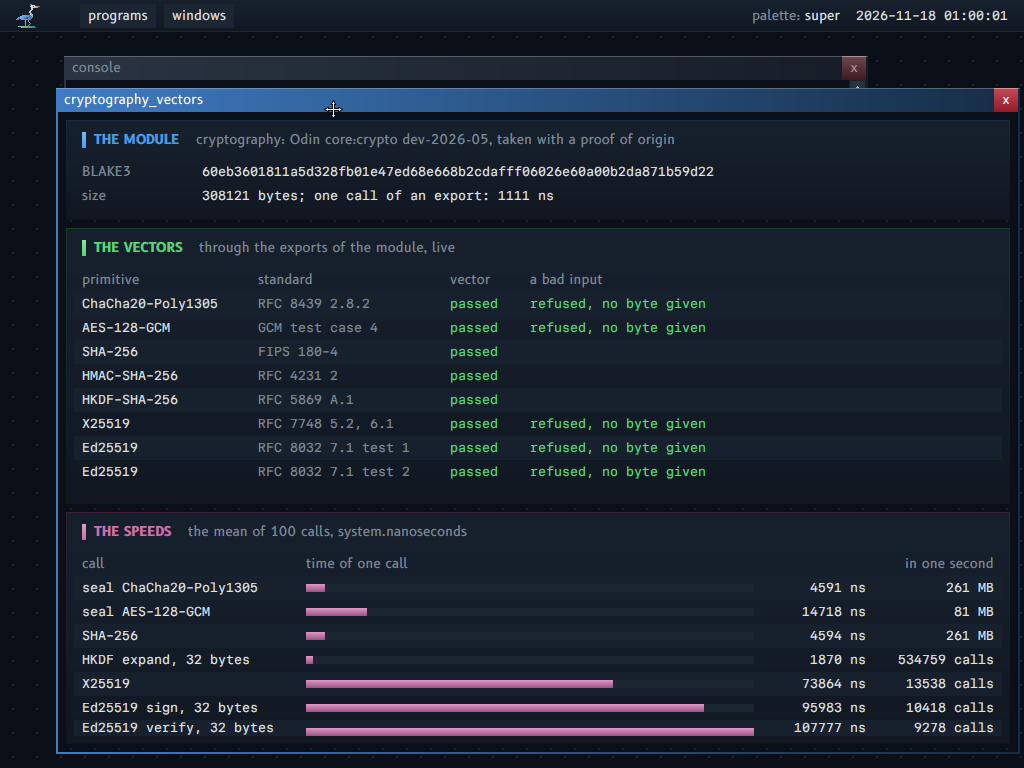 programs windows palette: super 2026-11-18 01:00:01
console x
cryptography_vectors x
THE MODULE cryptography: Odin core:crypto dev-2026-05, taken with a proof of origin
BLAKE3 60eb3601811a5d328fb01e47ed68e668b2cdafff06026e60a00b2da871b59d22
size 308121 bytes; one call of an export: 1111 ns
THE VECTORS through the exports of the module, live
primitive standard vector a bad input
ChaCha20-Poly1305 RFC 8439 2.8.2 passed refused, no byte given
AES-128-GCM GCM test case 4 passed refused, no byte given
SHA-256 FIPS 180-4 passed
HMAC-SHA-256 RFC 4231 2 passed
HKDF-SHA-256 RFC 5869 A.1 passed
X25519 RFC 7748 5.2, 6.1 passed refused, no byte given
Ed25519 RFC 8032 7.1 test 1 passed refused, no byte given
Ed25519 RFC 8032 7.1 test 2 passed refused, no byte given
THE SPEEDS the mean of 100 calls, system.nanoseconds
call time of one call in one second
seal ChaCha20-Poly1305 4591 ns 261 MB
seal AES-128-GCM 14718 ns 81 MB
SHA-256 4594 ns 261 MB
HKDF expand, 32 bytes 1870 ns 534759 calls
X25519 73864 ns 13538 calls
Ed25519 sign, 32 bytes 95983 ns 10418 calls
Ed25519 verify, 32 bytes 107777 ns 9278 calls